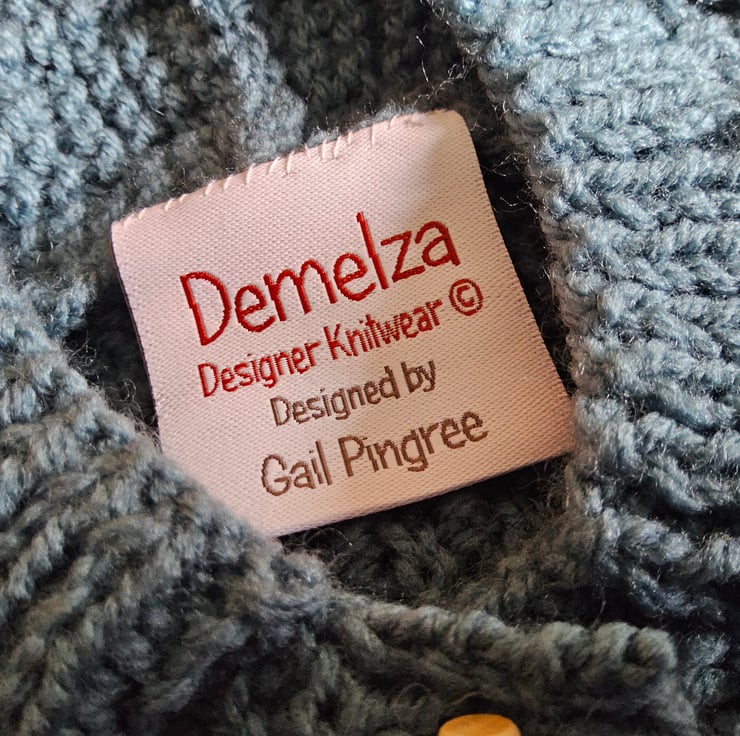 Demelza
Designer Knitwear ©
Designed by
Gail Pingree